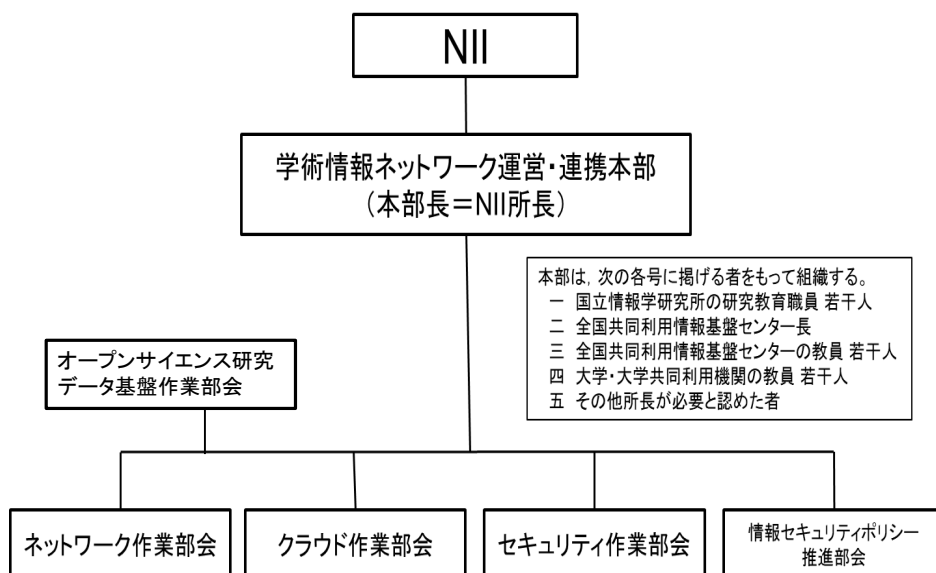 NII
学術情報ネットワーク運営・連携本部
(本部長=NII所長)
本部は, 次の各号に掲げる者をもって組織する。
一 国立情報学研究所の研究教育職員 若干人
二 全国共同利用情報基盤センター長
三 全国共同利用情報基盤センターの教員 若干人
四 大学・大学共同利用機関の教員 若干人
五 その他所長が必要と認めた者
オープンサイエンス研究
データ基盤作業部会
ネットワーク作業部会
クラウド作業部会
セキュリティ作業部会
情報セキュリティポリシー
推進部会